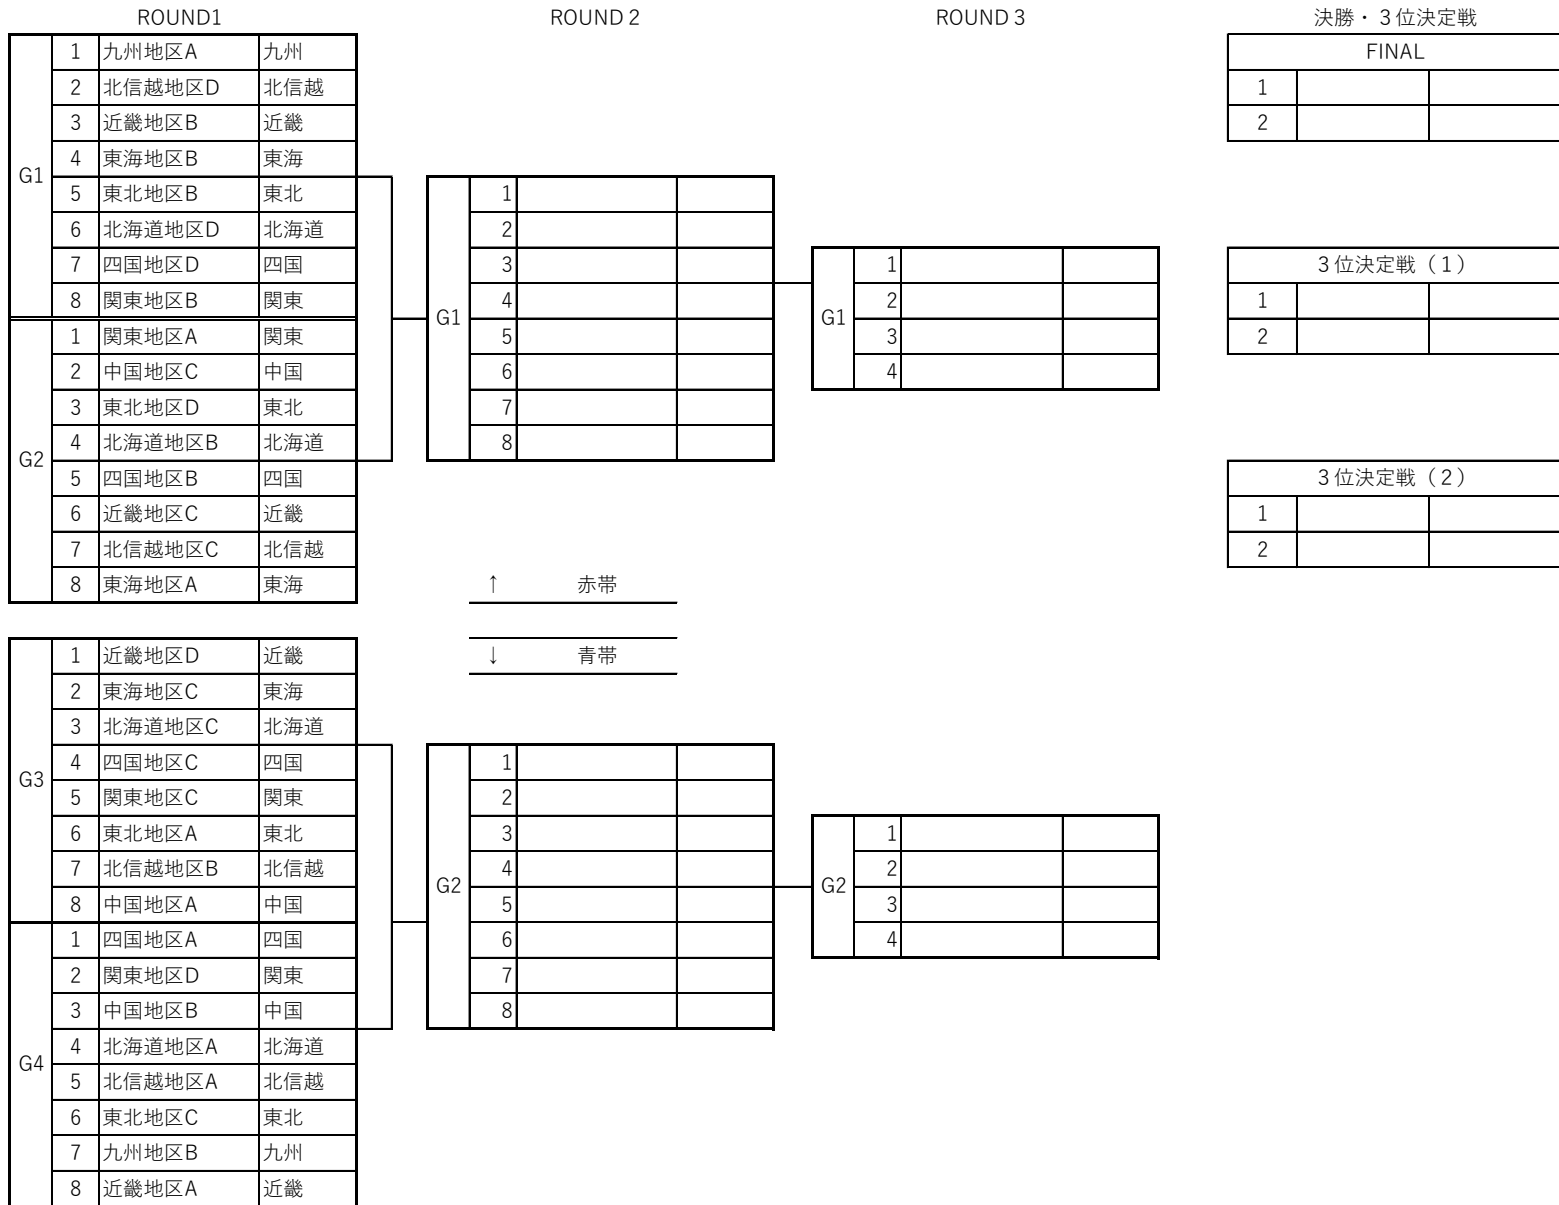 ROUND1 ROUND 2 ROUND 3 決勝・３位決定戦
G1
1 九州地区A 九州
2 北信越地区D 北信越
3 近畿地区B 近畿
4 東海地区B 東海
5 東北地区B 東北
6 北海道地区D 北海道
7 四国地区D 四国
8 関東地区B 関東
G2
1 関東地区A 関東
2 中国地区C 中国
3 東北地区D 東北
4 北海道地区B 北海道
5 四国地区B 四国
6 近畿地区C 近畿
7 北信越地区C 北信越
8 東海地区A 東海
G3
1 近畿地区D 近畿
2 東海地区C 東海
3 北海道地区C 北海道
4 四国地区C 四国
5 関東地区C 関東
6 東北地区A 東北
7 北信越地区B 北信越
8 中国地区A 中国
G4
1 四国地区A 四国
2 関東地区D 関東
3 中国地区B 中国
4 北海道地区A 北海道
5 北信越地区A 北信越
6 東北地区C 東北
7 九州地区B 九州
8 近畿地区A 近畿
G1
1
2
3
4
5
6
7
8
↑ 赤帯
↓ 青帯
G2
1
2
3
4
5
6
7
8
G1
1
2
3
4
G2
1
2
3
4
FINAL
1
2
３位決定戦（１）
1
2
３位決定戦（２）
1
2